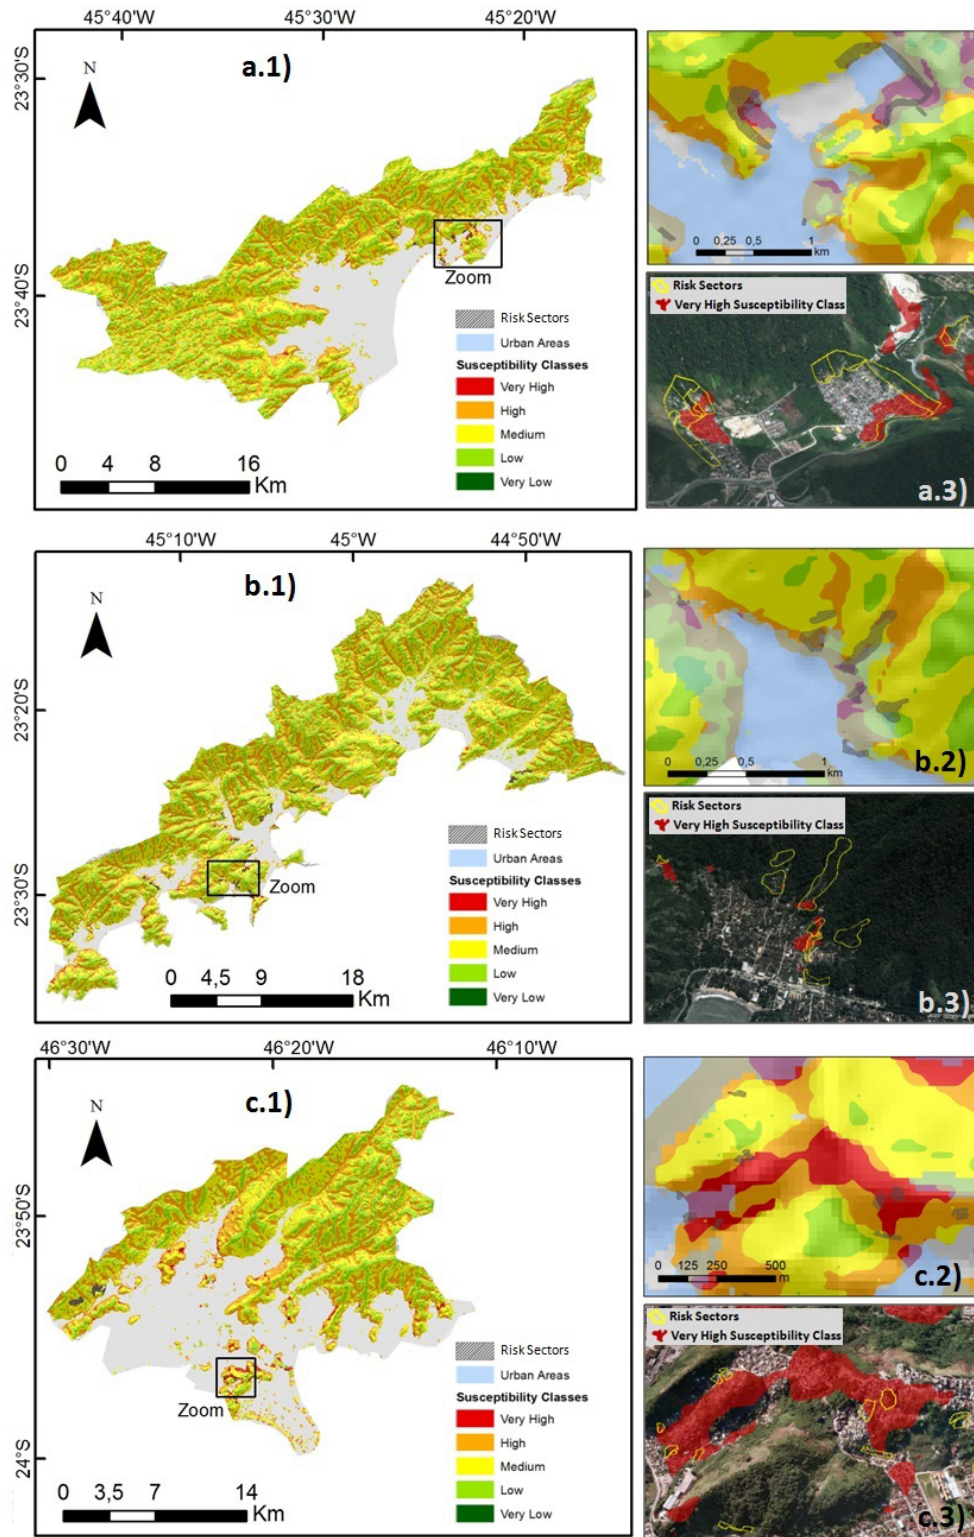 45°40'W 45°30'W 45°20'W
23°30'S
23°40'S
N
a.1)
Zoom
Risk Sectors
Urban Areas
Susceptibility Classes
Very High
High
Medium
Low
Very Low
0 4 8 16
Km
0 0,25 0,5 1
km
Risk Sectors
Very High Susceptibility Class
a.3)
45°10'W 45°0'W 44°50'W
23°20'S
23°30'S
N
b.1)
Zoom
Risk Sectors
Urban Areas
Susceptibility Classes
Very High
High
Medium
Low
Very Low
0 4,5 9 18
Km
b.2)
0 0,25 0,5 1
km
Risk Sectors
Very High Susceptibility Class
b.3)
46°30'W 46°20'W 46°10'W
23°50'S
24°S
N
c.1)
Zoom
Risk Sectors
Urban Areas
Susceptibility Classes
Very High
High
Medium
Low
Very Low
0 3,5 7 14
Km
c.2)
0 125 250 500
m
Risk Sectors
Very High Susceptibility Class
c.3)